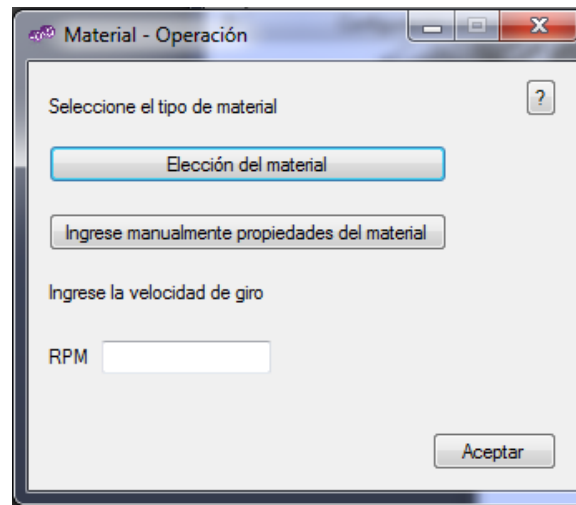 Material - Operación
?
Seleccione el tipo de material
Elección del material
Ingrese manualmente propiedades del material
Ingrese la velocidad de giro
RPM
Aceptar